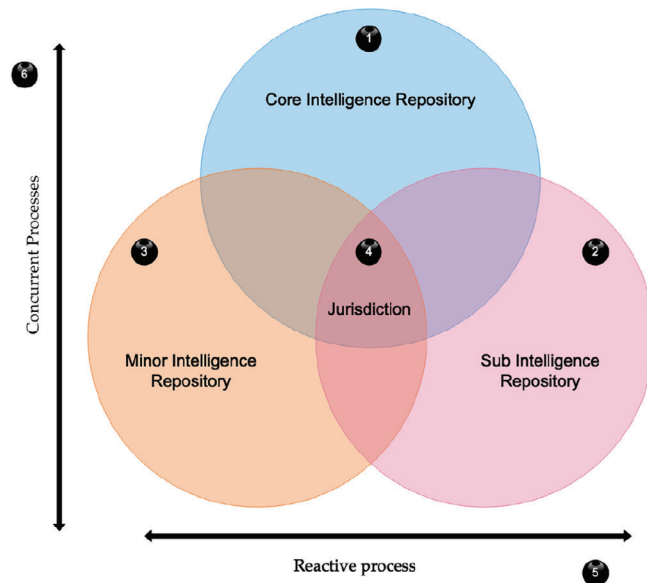 1
6
Core Intelligence Repository
3
4
2
Jurisdiction
Minor Intelligence
Repository
Sub Intelligence
Repository
Concurrent Processes
Reactive process
5